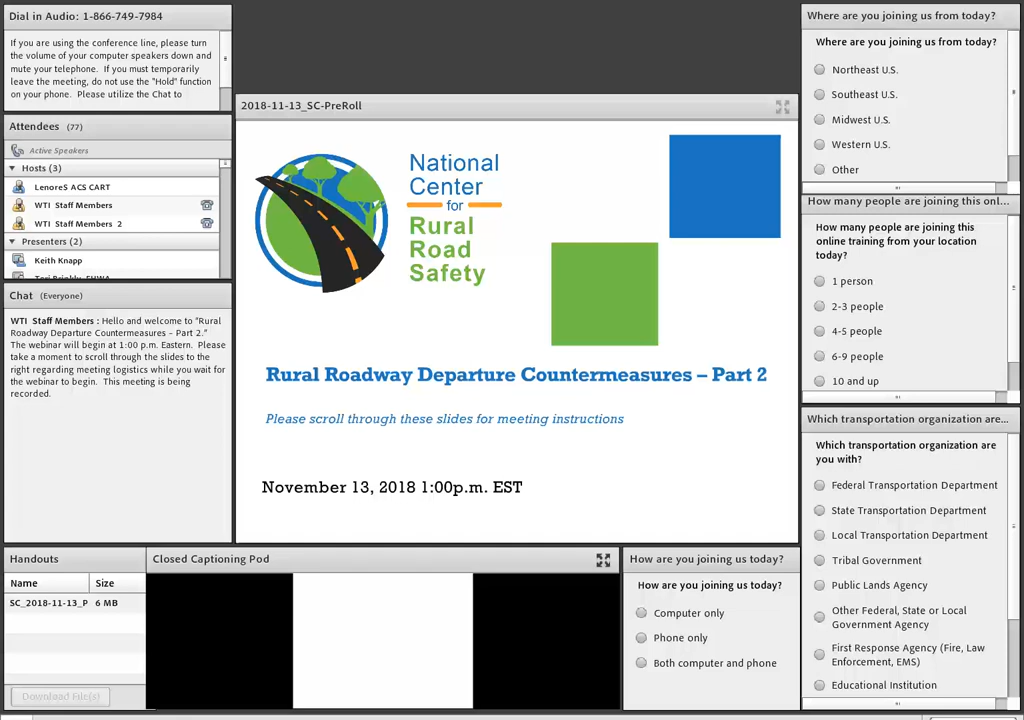 Dial in Audio: 1-866-749-7984
If you are using the conference line, please turn
the volume of your computer speakers down and
mute your telephone. If you must temporarily
leave the meeting, do not use the "Hold" function
on your phone. Please utilize the Chat to
Attendees (77)
Active Speakers
Hosts (3)
LenoreS ACS CART
WTI Staff Members
WTI Staff Members 2
Presenters (2)
Keith Knapp
Chat (Everyone)
WTI Staff Members : Hello and welcome to "Rural
Roadway Departure Countermeasures – Part 2."
The webinar will begin at 1:00 p.m. Eastern. Please
take a moment to scroll through the slides to the
right regarding meeting logistics while you wait for
the webinar to begin. This meeting is being
recorded.
2018-11-13_SC-PreRoll
National
Center
for
Rural
Road
Safety
Rural Roadway Departure Countermeasures – Part 2
Please scroll through these slides for meeting instructions
November 13, 2018 1:00p.m. EST
Handouts
Name Size
SC_2018-11-13_P 6 MB
Download File(s)
Closed Captioning Pod
How are you joining us today?
How are you joining us today?
Computer only
Phone only
Both computer and phone
Where are you joining us from today?
Where are you joining us from today?
Northeast U.S.
Southeast U.S.
Midwest U.S.
Western U.S.
Other
How many people are joining this onl...
How many people are joining this
online training from your location
today?
1 person
2-3 people
4-5 people
6-9 people
10 and up
Which transportation organization are...
Which transportation organization are
you with?
Federal Transportation Department
State Transportation Department
Local Transportation Department
Tribal Government
Public Lands Agency
Other Federal, State or Local
Government Agency
First Response Agency (Fire, Law
Enforcement, EMS)
Educational Institution